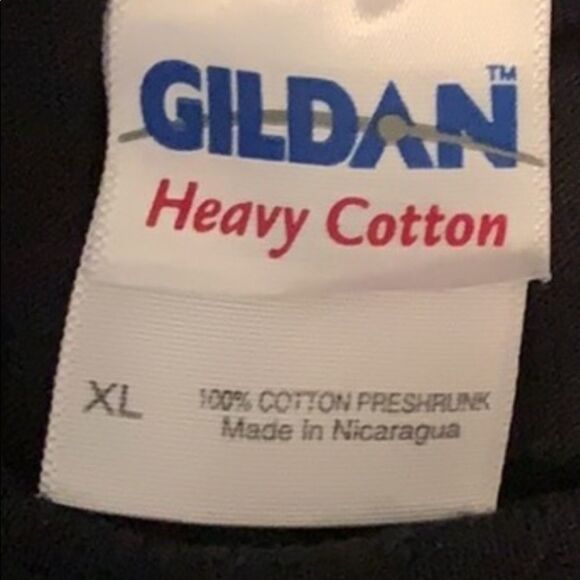 GILDAN™
Heavy Cotton
XL
100% COTTON PRESHRUNK
Made in Nicaragua